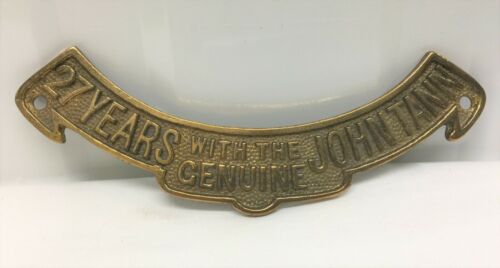 27 YEARS WITH THE JOHN TANN
GENUINE